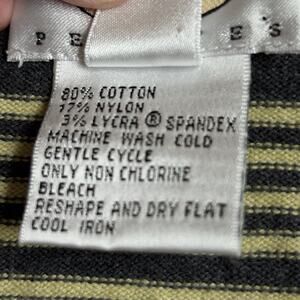 P E E'S
80% COTTON
17% NYLON
3% LYCRA ® SPANDEX
MACHINE WASH COLD
GENTLE CYCLE
ONLY NON CHLORINE
BLEACH
RESHAPE AND DRY FLAT
COOL IRON